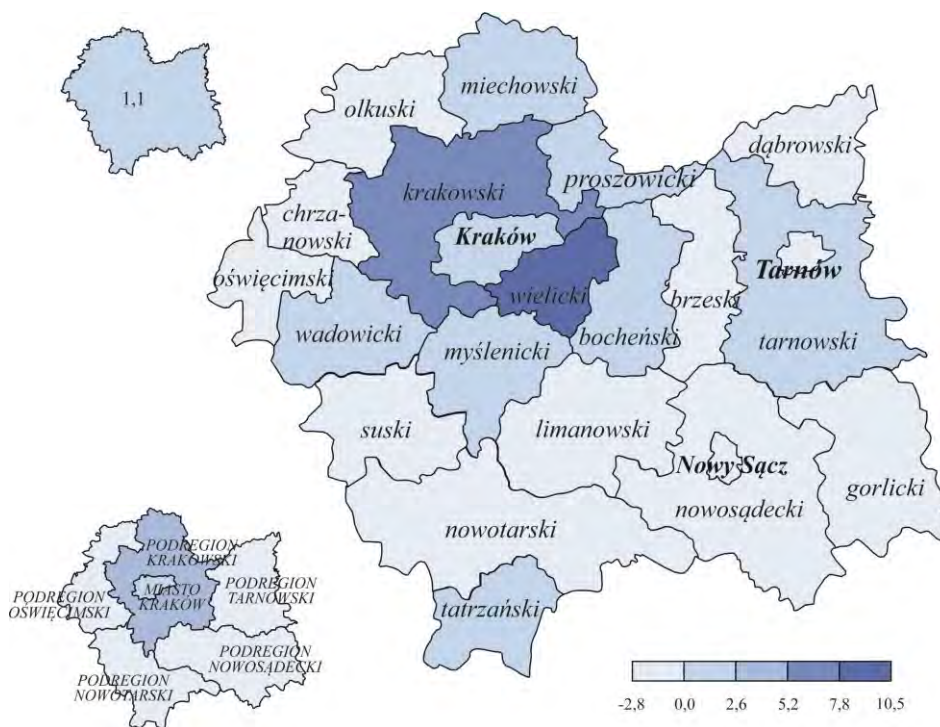 1,1
miechowski
olkuski
dąbrowski
proszowicki
krakowski
chrza-
nowski
Kraków
Tarnów
oświęcimski
wielicki
brzeski
wadowicki
bocheński
tarnowski
myślenicki
suski
limanowski
Nowy Sącz
gorlicki
nowosądecki
nowotarski
tatrzański
PODREGION
KRAKOWSKI
MIASTO
KRAKÓW
PODREGION
TARNOWSKI
PODREGION
OŚWIĘCIMSKI
PODREGION
NOWOSĄDECKI
PODREGION
NOWOTARSKI
-2,8 0,0 2,6 5,2 7,8 10,5